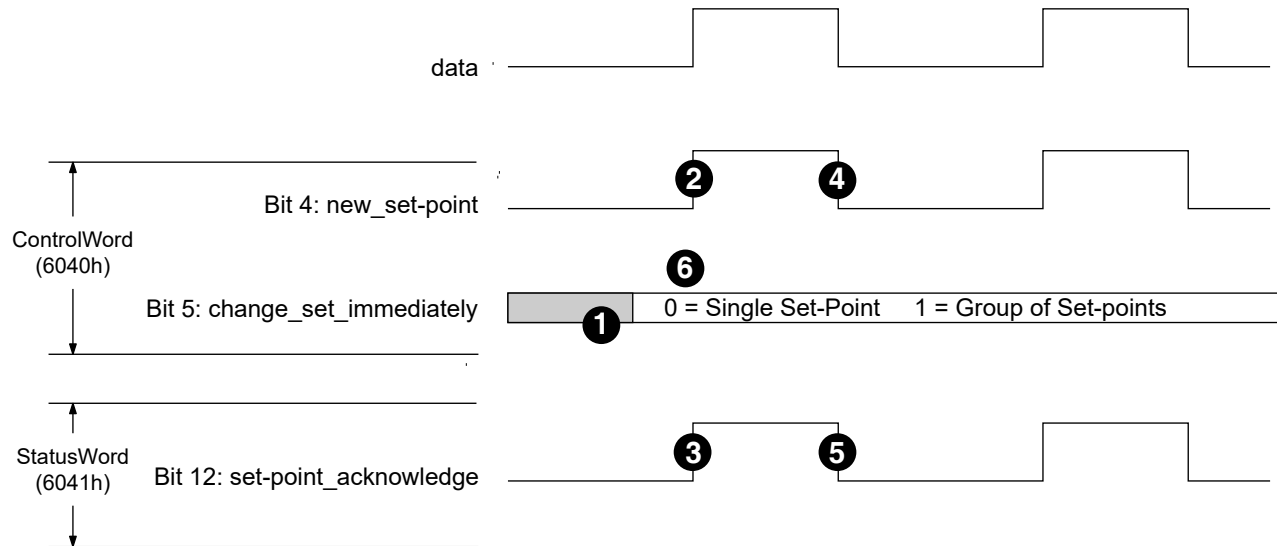 data
2
4
Bit 4: new_set-point
ControlWord
(6040h)
6
Bit 5: change_set_immediately
1
0 = Single Set-Point 1 = Group of Set-points
StatusWord
(6041h)
3
5
Bit 12: set-point_acknowledge